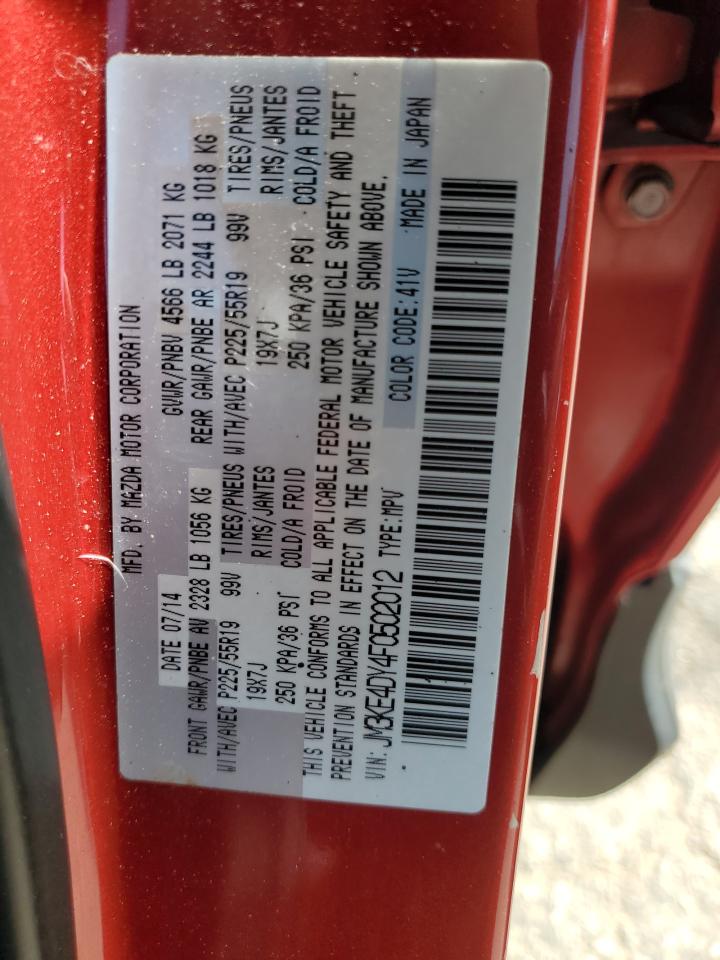 MFD. BY MAZDA MOTOR CORPORATION
DATE 07/14 GVWR/PNBV 4566 LB 2071 KG
FRONT GAWR/PNBE AV 2328 LB 1056 KG REAR GAWR/PNBE AR 2244 LB 1018 KG
WITH/AVEC P225/55R19 99V TIRES/PNEUS WITH/AVEC P225/55R19 99V TIRES/PNEUS
19X7J RIMS/JANTES 19X7J RIMS/JANTES
250 KPA/36 PSI COLD/A FROID 250 KPA/36 PSI COLD/A FROID
THIS VEHICLE CONFORMS TO ALL APPLICABLE FEDERAL MOTOR VEHICLE SAFETY AND THEFT
PREVENTION STANDARDS IN EFFECT ON THE DATE OF MANUFACTURE SHOWN ABOVE.
VIN: JM3KE4DY4F0502012 TYPE:MPV COLOR CODE:41V MADE IN JAPAN